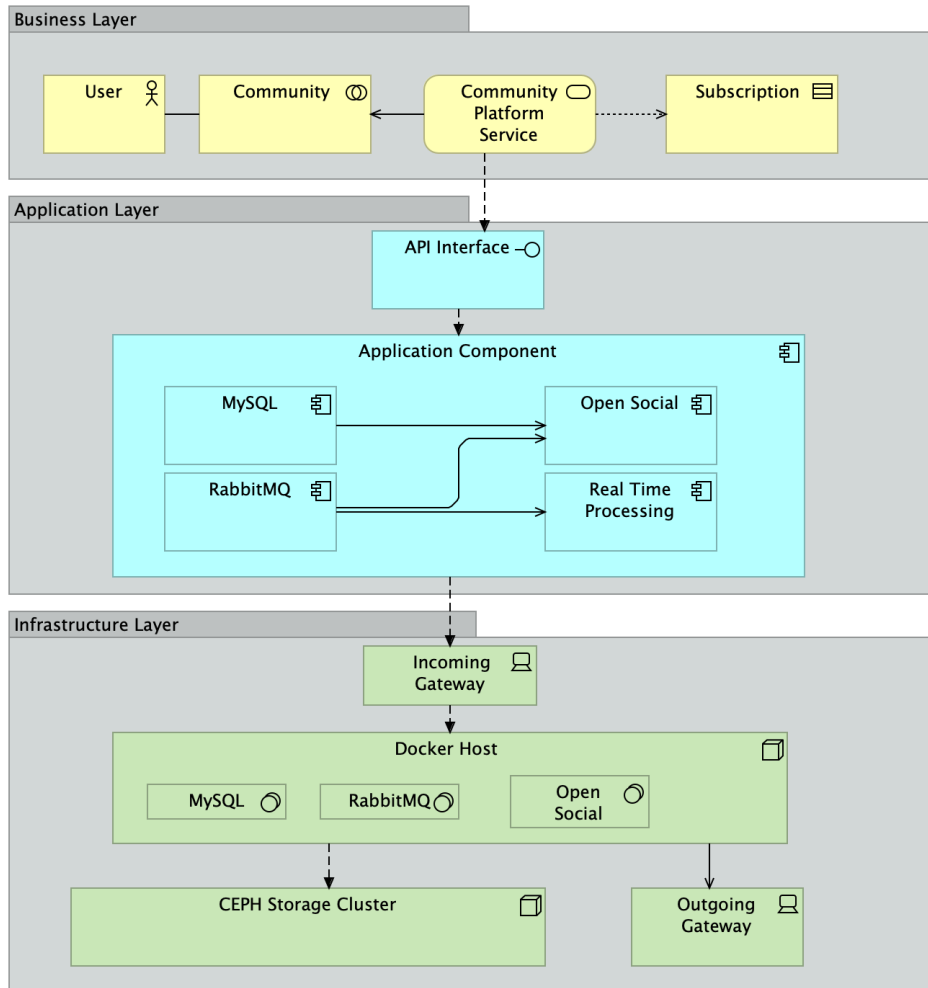 Business Layer
User
Community
Community
Platform
Service
Subscription
Application Layer
API Interface
Application Component
MySQL
Open Social
RabbitMQ
Real Time
Processing
Infrastructure Layer
Incoming
Gateway
Docker Host
MySQL
RabbitMQ
Open
Social
CEPH Storage Cluster
Outgoing
Gateway